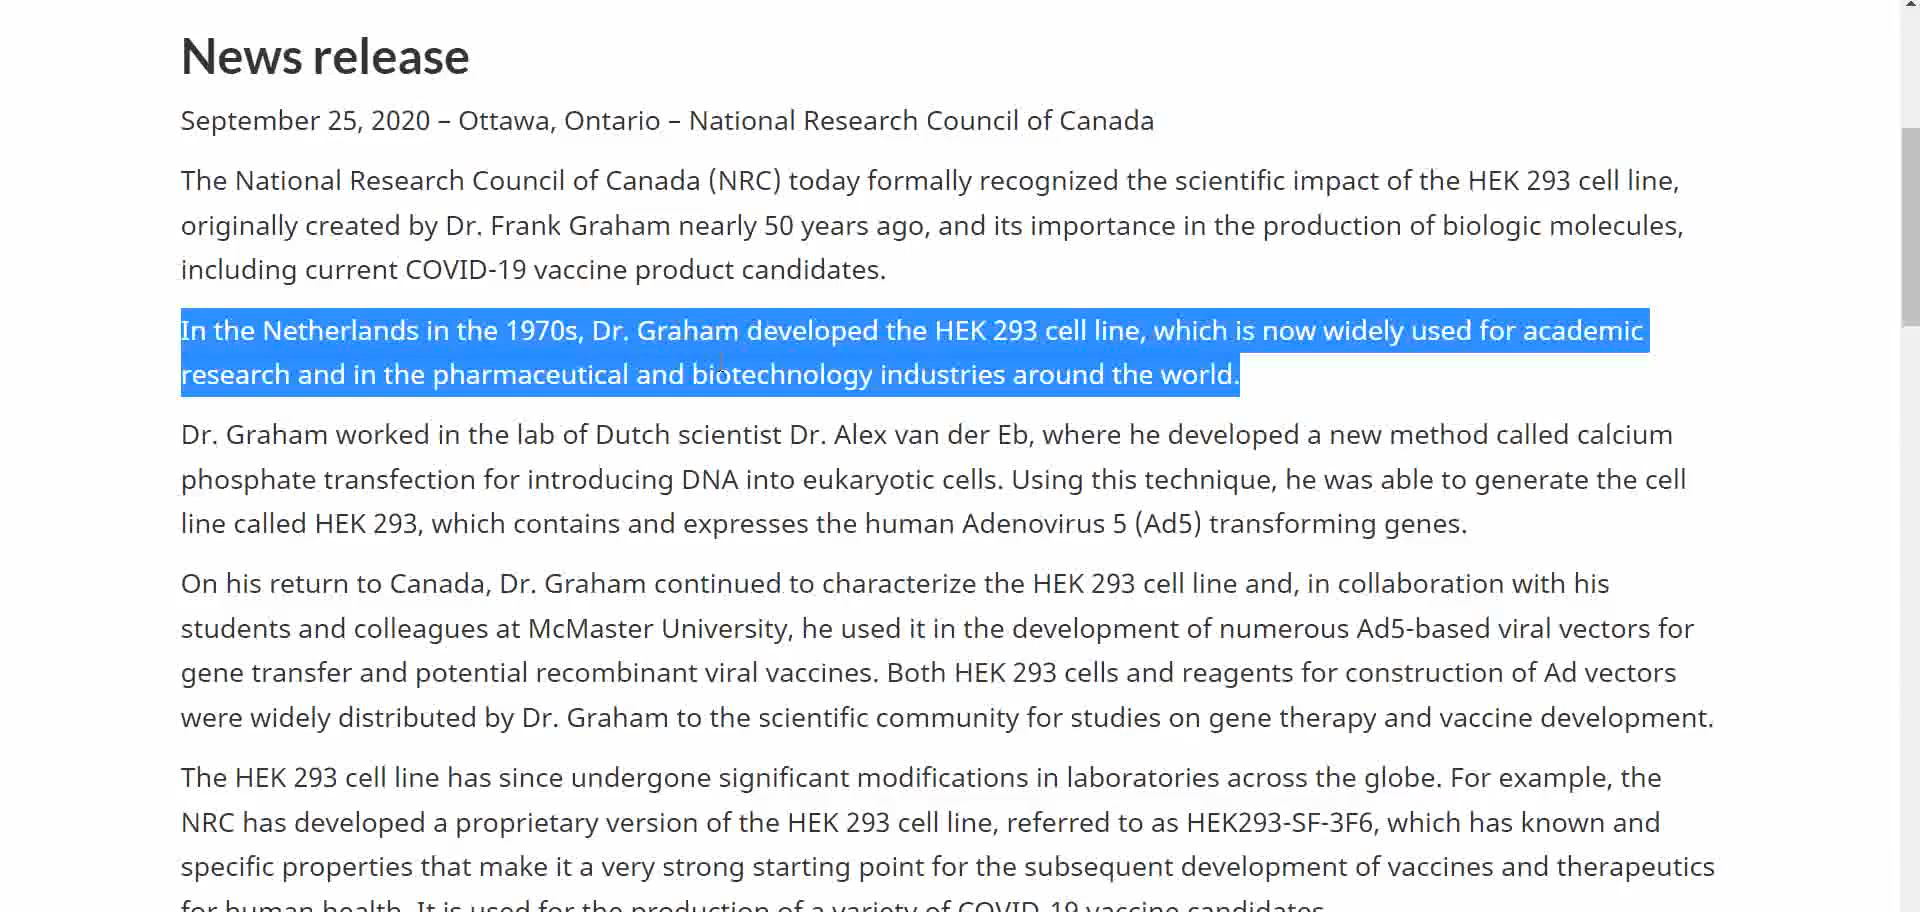 News release
September 25, 2020 – Ottawa, Ontario – National Research Council of Canada
The National Research Council of Canada (NRC) today formally recognized the scientific impact of the HEK 293 cell line,
originally created by Dr. Frank Graham nearly 50 years ago, and its importance in the production of biologic molecules,
including current COVID-19 vaccine product candidates.
In the Netherlands in the 1970s, Dr. Graham developed the HEK 293 cell line, which is now widely used for academic
research and in the pharmaceutical and biotechnology industries around the world.
Dr. Graham worked in the lab of Dutch scientist Dr. Alex van der Eb, where he developed a new method called calcium
phosphate transfection for introducing DNA into eukaryotic cells. Using this technique, he was able to generate the cell
line called HEK 293, which contains and expresses the human Adenovirus 5 (Ad5) transforming genes.
On his return to Canada, Dr. Graham continued to characterize the HEK 293 cell line and, in collaboration with his
students and colleagues at McMaster University, he used it in the development of numerous Ad5-based viral vectors for
gene transfer and potential recombinant viral vaccines. Both HEK 293 cells and reagents for construction of Ad vectors
were widely distributed by Dr. Graham to the scientific community for studies on gene therapy and vaccine development.
The HEK 293 cell line has since undergone significant modifications in laboratories across the globe. For example, the
NRC has developed a proprietary version of the HEK 293 cell line, referred to as HEK293-SF-3F6, which has known and
specific properties that make it a very strong starting point for the subsequent development of vaccines and therapeutics
for human health. It is used for the production of a variety of COVID-19 vaccine candidates.